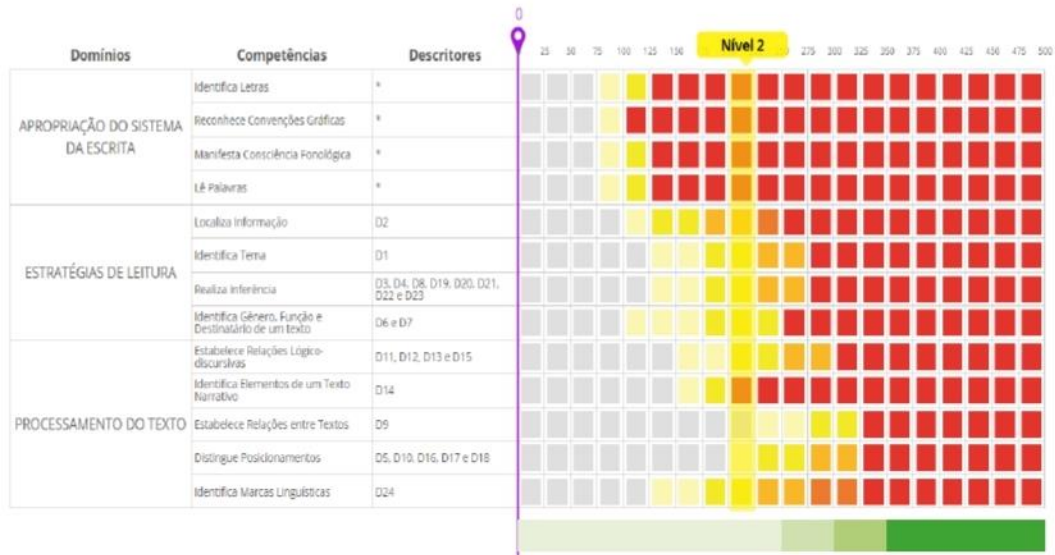 0
Domínios Competências Descritores 25 50 75 100 125 150 Nível 2 250 275 300 325 350 375 400 425 450 475 500
APROPRIAÇÃO DO SISTEMA
DA ESCRITA
Identifica Letras *
Reconhece Convenções Gráficas *
Manifesta Consciência Fonológica *
Lê Palavras *
ESTRATÉGIAS DE LEITURA
Localiza Informação D2
Identifica Tema D1
Realiza Inferência D3, D4, D8, D19, D20, D21,
D22 e D23
Identifica Gênero, Função e
Destinatário de um texto D6 e D7
PROCESSAMENTO DO TEXTO
Estabelece Relações Lógico-
discursivas D11, D12, D13 e D15
Identifica Elementos de um Texto
Narrativo D14
Estabelece Relações entre Textos D9
Distingue Posicionamentos D5, D10, D16, D17 e D18
Identifica Marcas Linguísticas D24